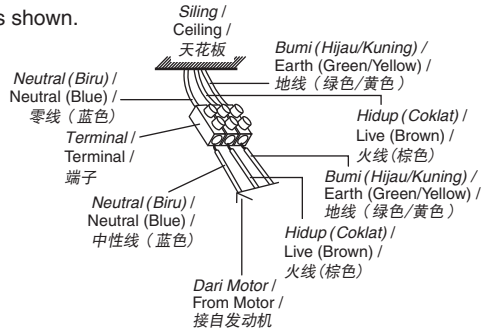 s shown.
Siling /
Ceiling /
天花板
Bumi (Hijau/Kuning) /
Earth (Green/Yellow) /
地线（绿色/黄色）
Neutral (Biru) /
Neutral (Blue) /
零线（蓝色）
Hidup (Coklat) /
Live (Brown) /
火线(棕色）
Terminal /
Terminal /
端子
Bumi (Hijau/Kuning) /
Earth (Green/Yellow) /
地线（绿色/黄色）
Neutral (Biru) /
Neutral (Blue) /
中性线（蓝色）
Hidup (Coklat) /
Live (Brown) /
火线(棕色）
Dari Motor /
From Motor /
接自发动机